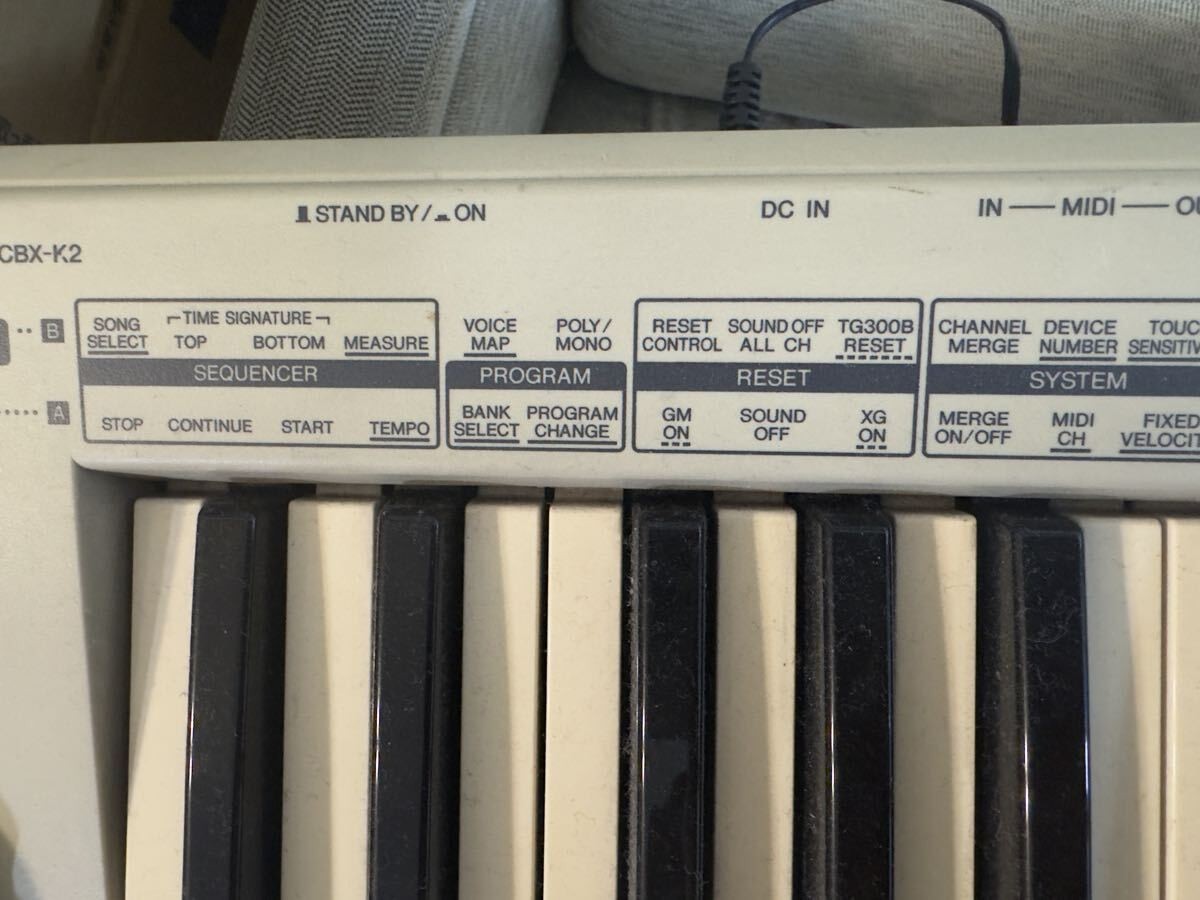 STAND BY / ON
DC IN
IN — MIDI —
CBX-K2
B
SONG SELECT
TIME SIGNATURE
TOP
BOTTOM
MEASURE
SEQUENCER
STOP
CONTINUE
START
TEMPO
A
VOICE MAP
POLY/ MONO
PROGRAM
BANK SELECT
PROGRAM CHANGE
RESET CONTROL
SOUND OFF ALL CH
TG300B RESET
RESET
GM ON
SOUND OFF
XG ON
CHANNEL MERGE
DEVICE NUMBER
SYSTEM
MERGE ON/OFF
MIDI CH
FIXED